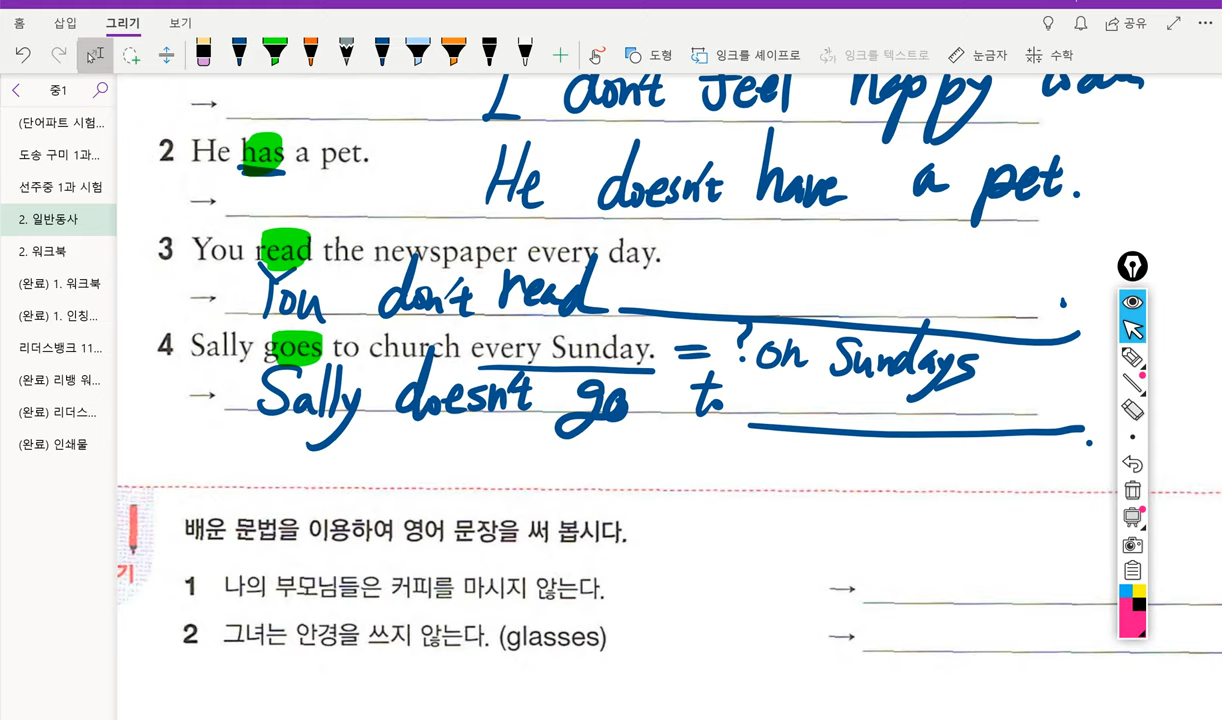 홈 삽입 그리기 보기 공유
도형 잉크를 셰이프로 잉크를 텍스트로 눈금자 수학
중1
(단어파트 시험...
도송 구미 1과...
선주중 1과 시험
2. 일반동사
2. 워크북
(완료) 1. 워크북
(완료) 1. 인칭...
리더스뱅크 11...
(완료) 리뱅 워...
(완료) 리더스...
(완료) 인쇄물
→ I don't feel happy
2 He has a pet.
→ He doesn't have a pet.
3 You read the newspaper every day.
→ You don't read .
4 Sally goes to church every Sunday. = ? on Sundays
→ Sally doesn't go to .
기
배운 문법을 이용하여 영어 문장을 써 봅시다.
1 나의 부모님들은 커피를 마시지 않는다. →
2 그녀는 안경을 쓰지 않는다. (glasses) →